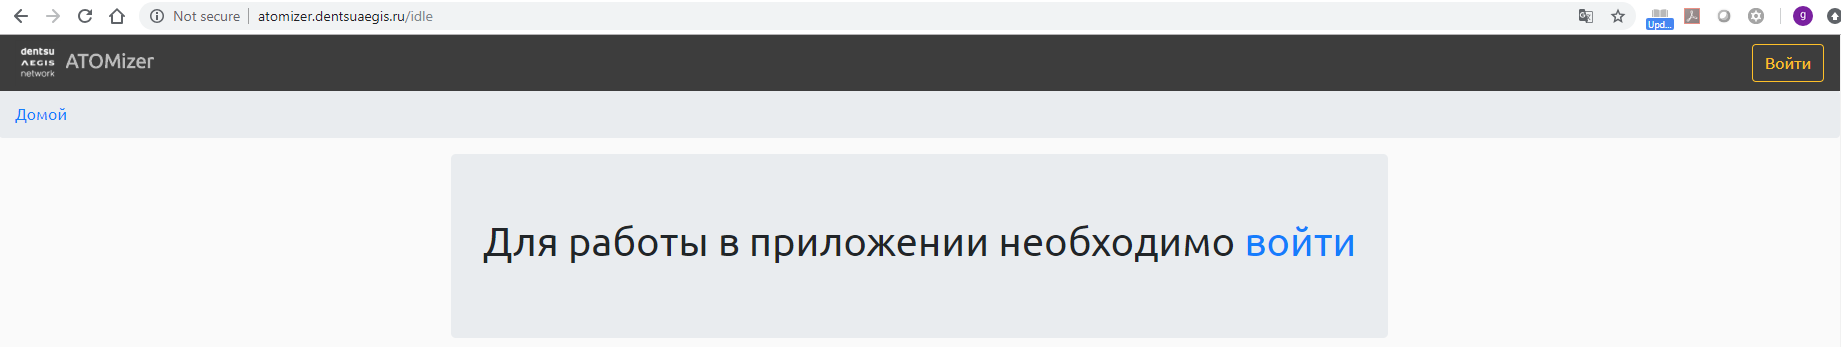 Not secure | atomizer.dentsuaegis.ru/idle
Upd...
g
dentsu
AEGIS
network
ATOMizer
Войти
Домой
Для работы в приложении необходимо войти